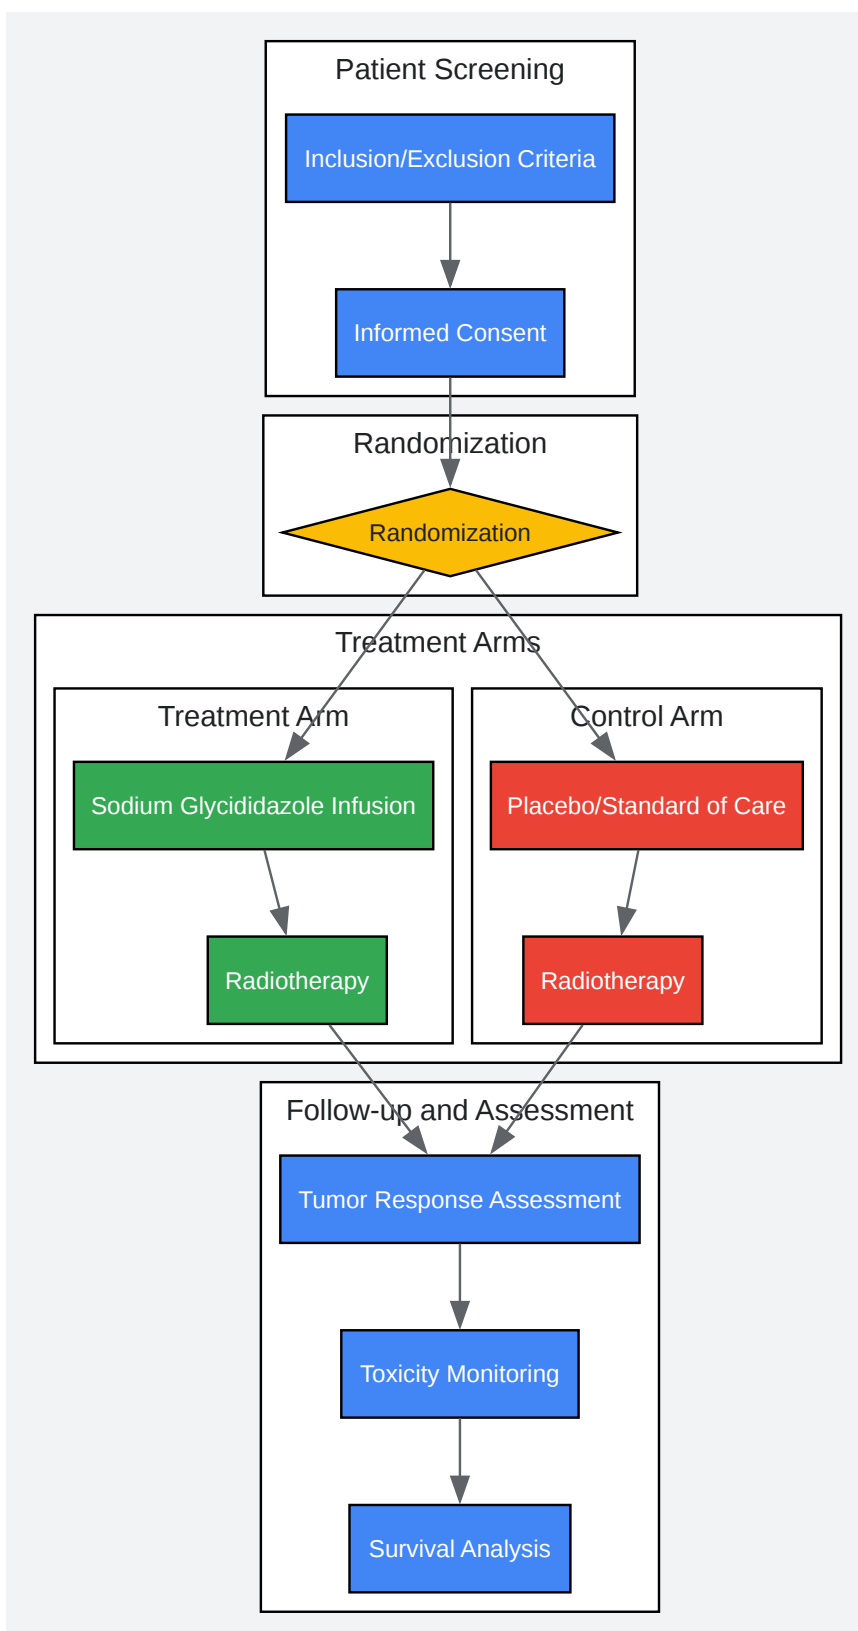 Patient Screening
Inclusion/Exclusion Criteria
Informed Consent
Randomization
Randomization
Treatment Arms
Treatment Arm
Control Arm
Sodium Glycididazole Infusion
Placebo/Standard of Care
Radiotherapy
Radiotherapy
Follow-up and Assessment
Tumor Response Assessment
Toxicity Monitoring
Survival Analysis